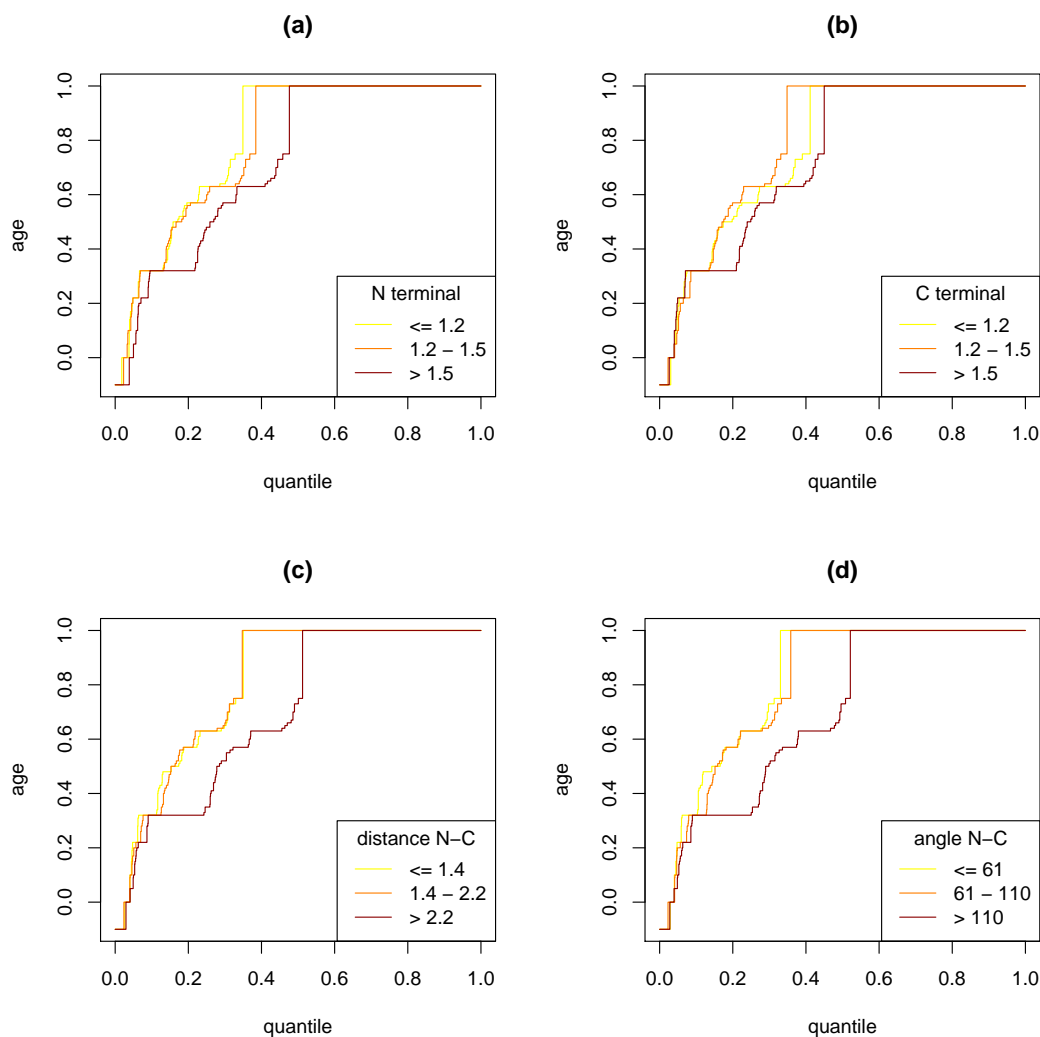 (a)
age
0.0 0.2 0.4 0.6 0.8 1.0
N terminal
<= 1.2
1.2 − 1.5
> 1.5
0.0 0.2 0.4 0.6 0.8 1.0
quantile
(b)
age
0.0 0.2 0.4 0.6 0.8 1.0
C terminal
<= 1.2
1.2 − 1.5
> 1.5
0.0 0.2 0.4 0.6 0.8 1.0
quantile
(c)
age
0.0 0.2 0.4 0.6 0.8 1.0
distance N−C
<= 1.4
1.4 − 2.2
> 2.2
0.0 0.2 0.4 0.6 0.8 1.0
quantile
(d)
age
0.0 0.2 0.4 0.6 0.8 1.0
angle N−C
<= 61
61 − 110
> 110
0.0 0.2 0.4 0.6 0.8 1.0
quantile